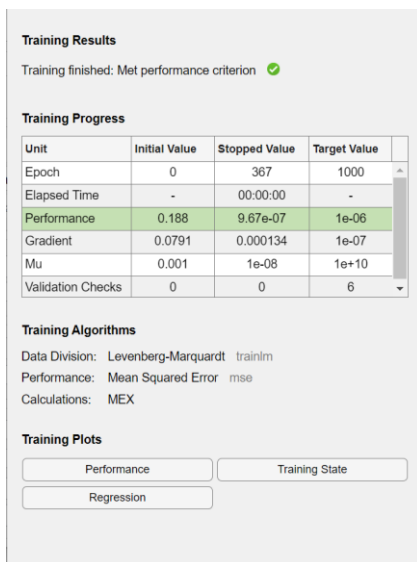 Training Results
Training finished: Met performance criterion
Training Progress
Unit Initial Value Stopped Value Target Value
Epoch 0 367 1000
Elapsed Time - 00:00:00 -
Performance 0.188 9.67e-07 1e-06
Gradient 0.0791 0.000134 1e-07
Mu 0.001 1e-08 1e+10
Validation Checks 0 0 6
Training Algorithms
Data Division: Levenberg-Marquardt trainlm
Performance: Mean Squared Error mse
Calculations: MEX
Training Plots
Performance Training State
Regression